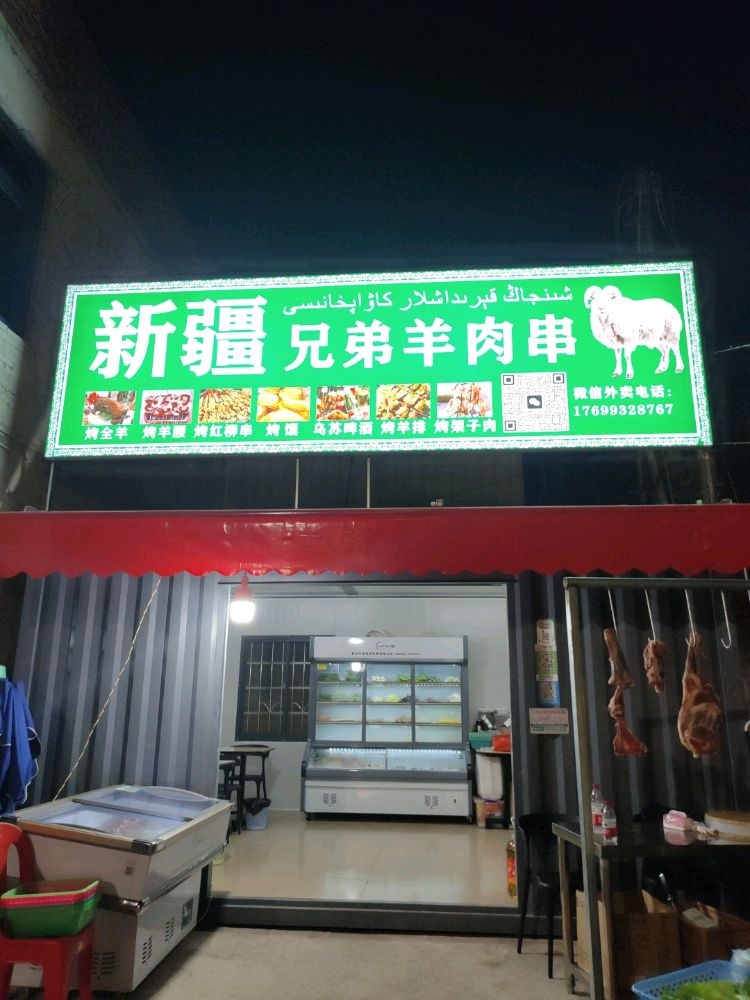 شىنجاڭ قېرىداشلار كاۋاپخانىسى
新疆 兄弟羊肉串
烤全羊 烤羊腰 烤红柳串 烤馕 乌苏啤酒 烤羊排 烤架子肉
微信外卖电话：
17699328767